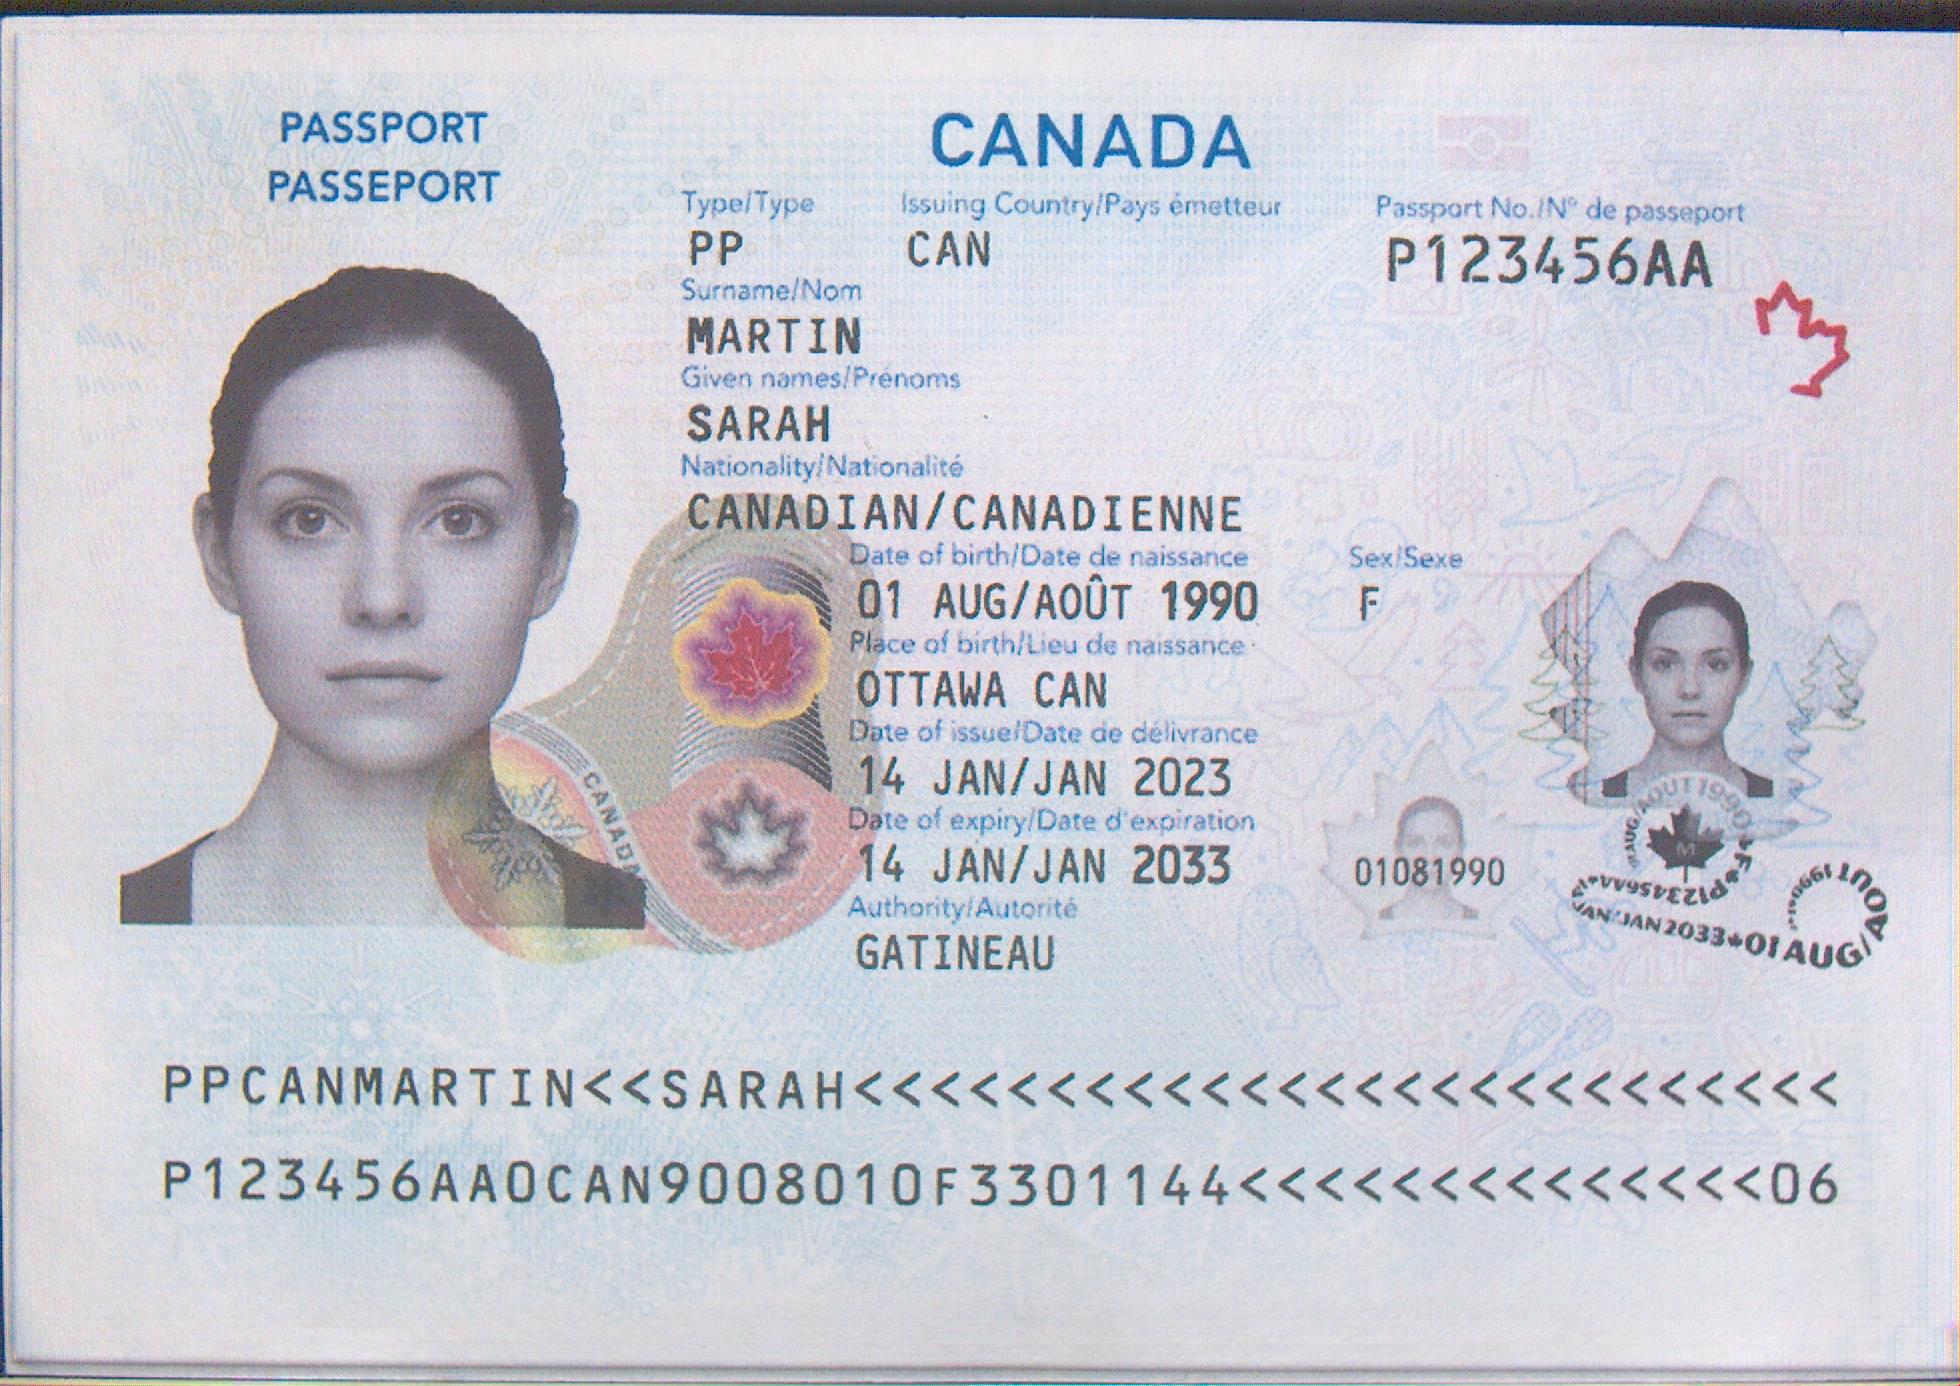 PASSPORT
PASSEPORT
CANADA
Type/Type Issuing Country/Pays émetteur Passport No./N° de passeport
PP CAN P123456AA
Surname/Nom
MARTIN
Given names/Prénoms
SARAH
Nationality/Nationalité
CANADIAN/CANADIENNE
Date of birth/Date de naissance Sex/Sexe
01 AUG/AOÛT 1990 F
Place of birth/Lieu de naissance
OTTAWA CAN
Date of issue/Date de délivrance
14 JAN/JAN 2023
Date of expiry/Date d'expiration
14 JAN/JAN 2033
Authority/Autorité
GATINEAU
CANADA
01081990
AUG/AOUT 1990
M
P123456AA
JAN/JAN 2033
01 AUG/AOUT 1990
PPCANMARTIN<<SARAH<<<<<<<<<<<<<<<<<<<<<<<<<<
P123456AA0CAN9008010F3301144<<<<<<<<<<<<<<06